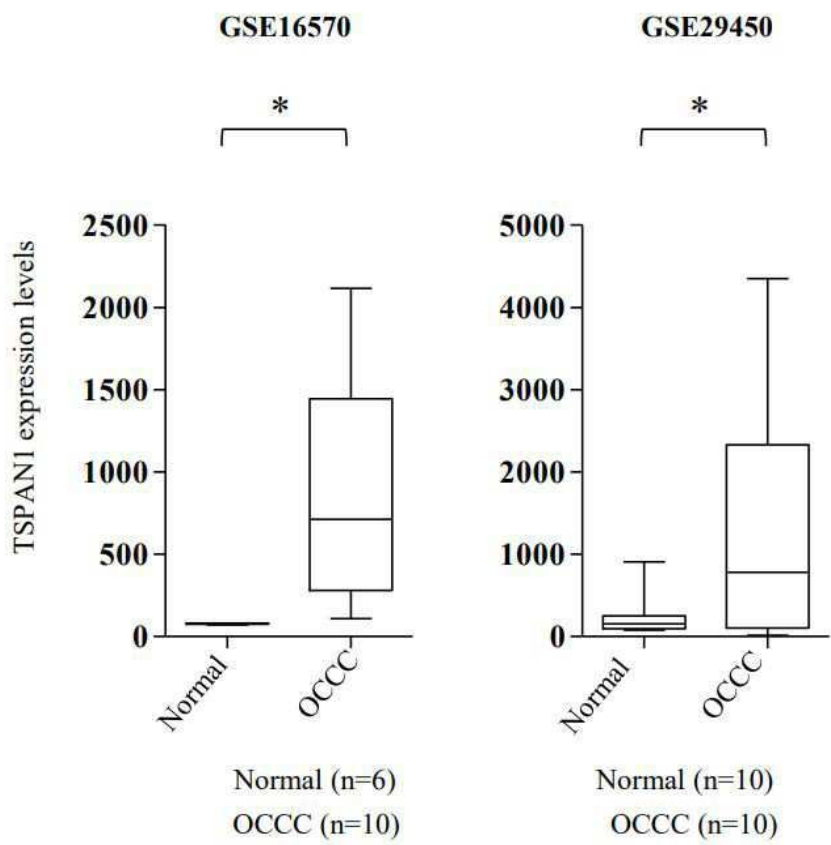 GSE16570
*
TSPAN1 expression levels
2500
2000
1500
1000
500
0
Normal
OCCC
Normal (n=6)
OCCC (n=10)
GSE29450
*
5000
4000
3000
2000
1000
0
Normal
OCCC
Normal (n=10)
OCCC (n=10)